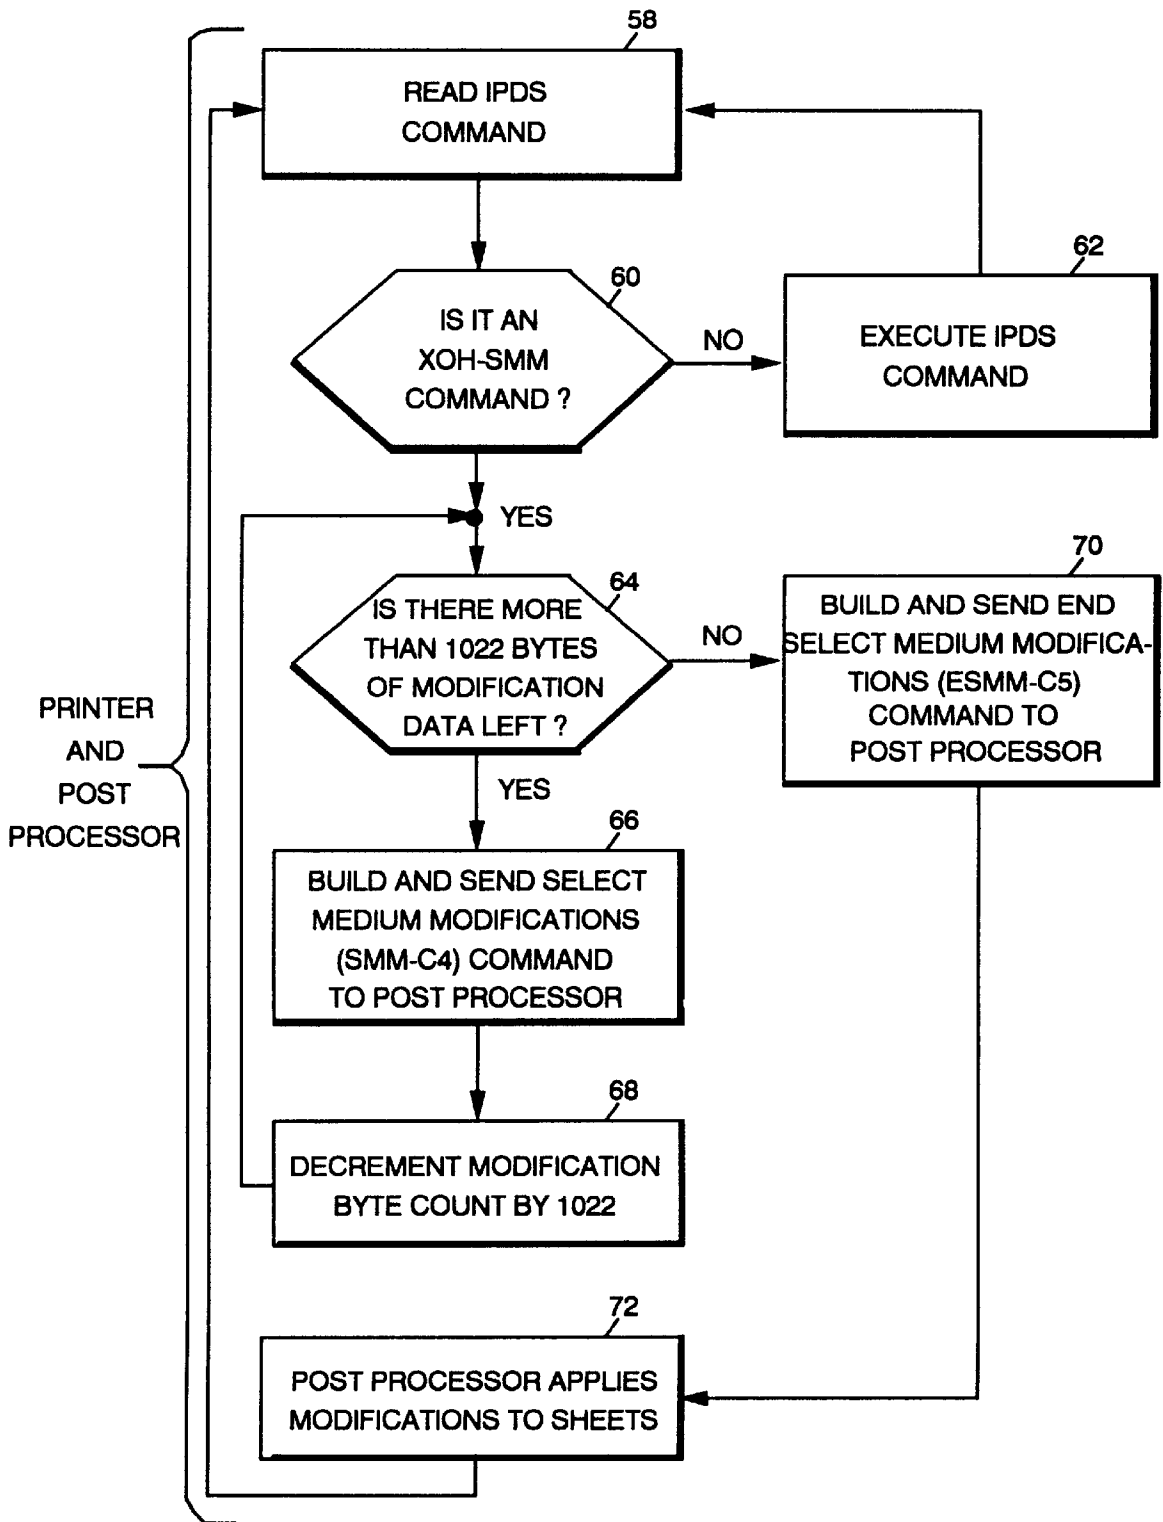 58
READ IPDS
COMMAND
60
IS IT AN
XOH-SMM
COMMAND ?
NO
62
EXECUTE IPDS
COMMAND
YES
64
IS THERE MORE
THAN 1022 BYTES
OF MODIFICATION
DATA LEFT ?
NO
70
BUILD AND SEND END
SELECT MEDIUM MODIFICA-
TIONS (ESMM-C5)
COMMAND TO
POST PROCESSOR
PRINTER
AND
POST
PROCESSOR
YES
66
BUILD AND SEND SELECT
MEDIUM MODIFICATIONS
(SMM-C4) COMMAND
TO POST PROCESSOR
68
DECREMENT MODIFICATION
BYTE COUNT BY 1022
72
POST PROCESSOR APPLIES
MODIFICATIONS TO SHEETS